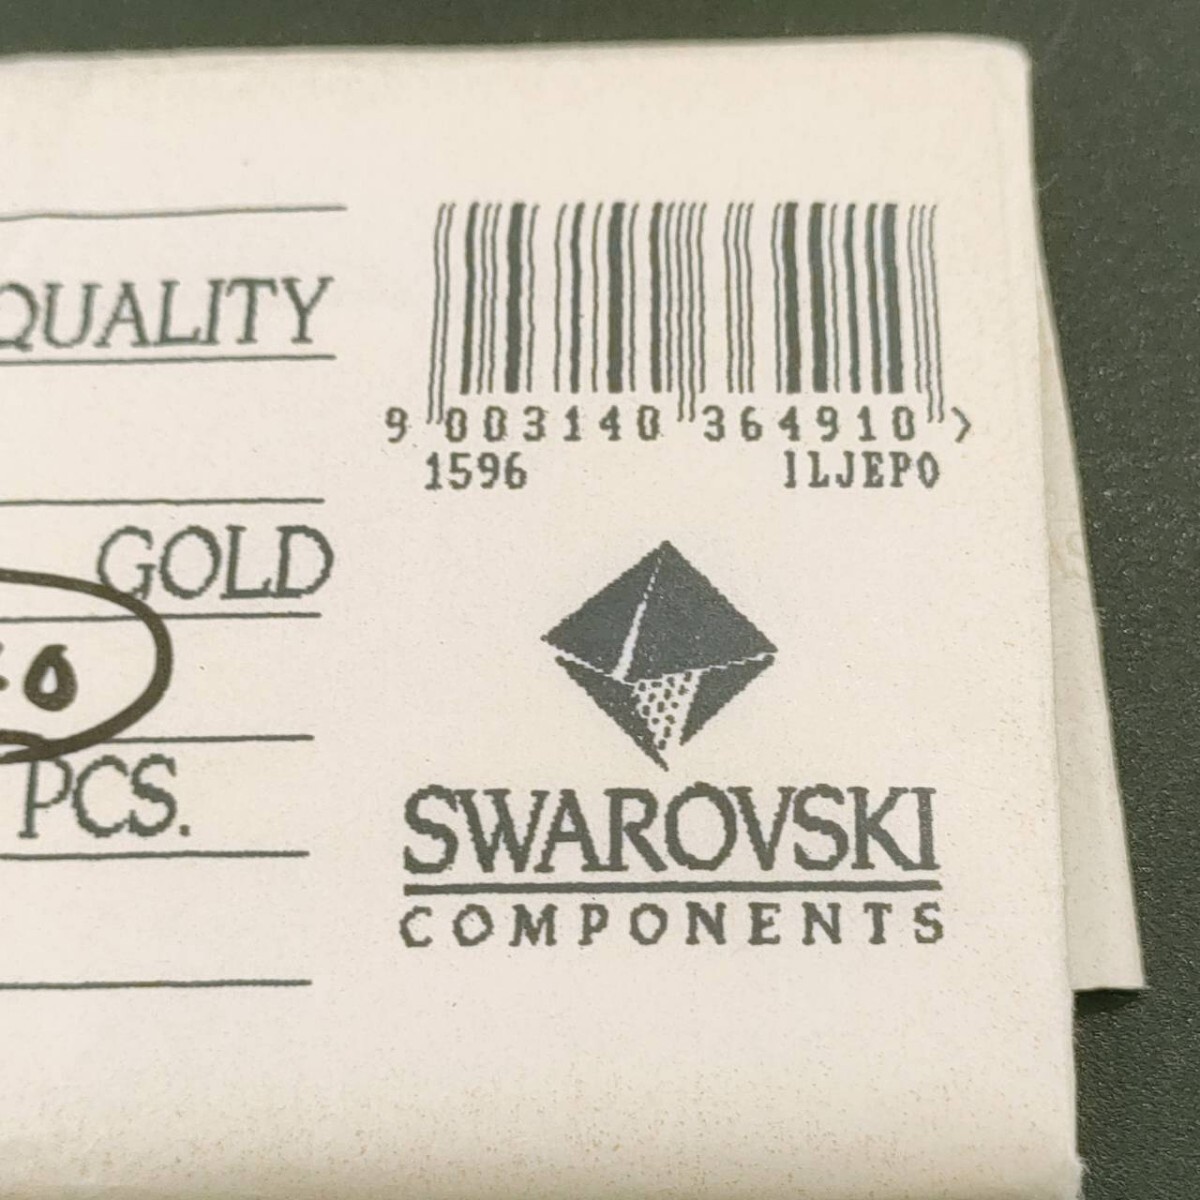 QUALITY
GOLD
PCS.
9 003140 364910 >
1596 1LJEP0
SWAROVSKI
COMPONENTS